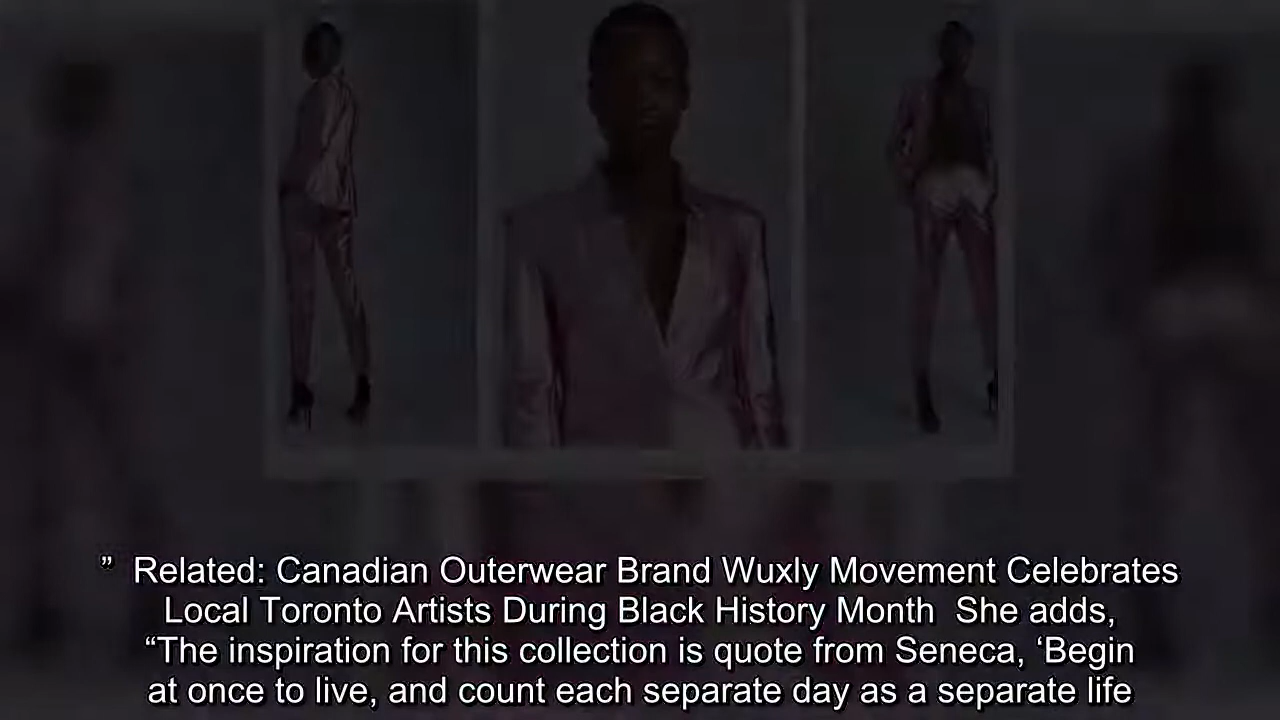 ”  Related: Canadian Outerwear Brand Wuxly Movement Celebrates
Local Toronto Artists During Black History Month  She adds,
“The inspiration for this collection is quote from Seneca, ‘Begin
at once to live, and count each separate day as a separate life